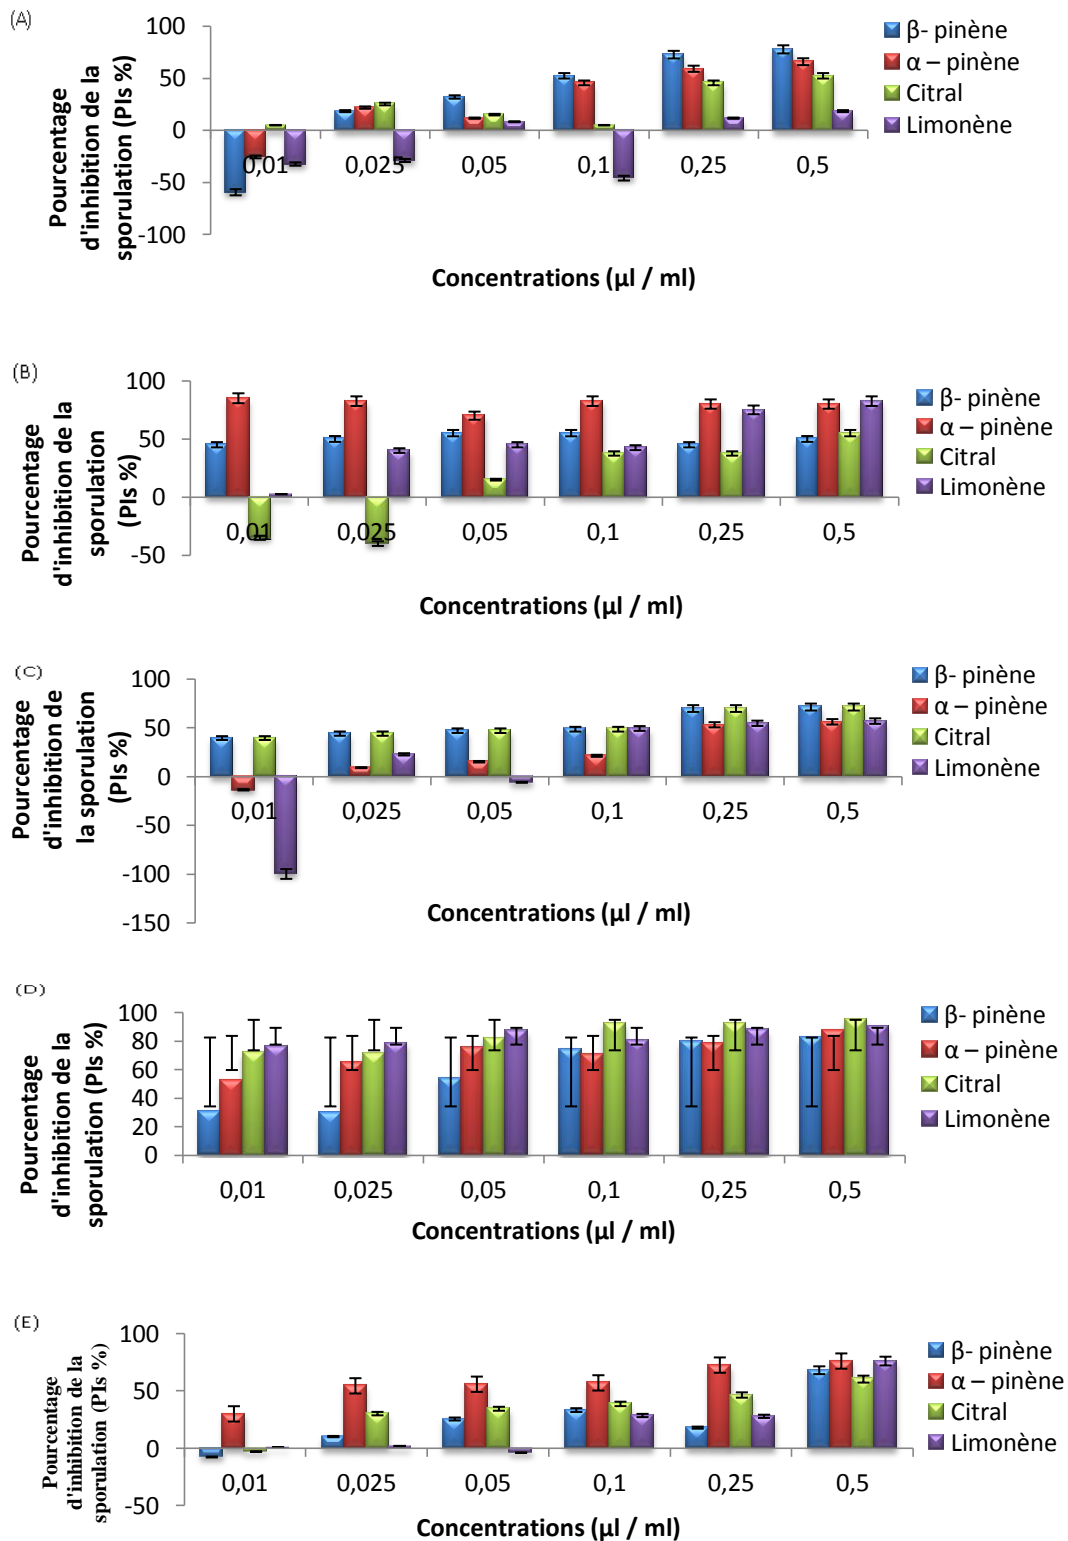 (A)
Pourcentage
d'inhibition de la
sporulation (PIs %)
100
50
0
-50
-100
0,01
0,025
0,05
0,1
0,25
0,5
Concentrations (µl / ml)
β- pinène
α – pinène
Citral
Limonène
(B)
Pourcentage
d'inhibition de la
sporulation
(PIs %)
100
50
0
-50
0,01
0,025
0,05
0,1
0,25
0,5
Concentrations (µl / ml)
β- pinène
α – pinène
Citral
Limonène
(C)
Pourcentage
d'inhibition de
la sporulation
(PIs %)
100
50
0
-50
-100
-150
0,01
0,025
0,05
0,1
0,25
0,5
Concentrations (µl / ml)
β- pinène
α – pinène
Citral
Limonène
(D)
Pourcentage
d'inhibition de la
sporulation (PIs %)
100
80
60
40
20
0
0,01
0,025
0,05
0,1
0,25
0,5
Concentrations (µl / ml)
β- pinène
α – pinène
Citral
Limonène
(E)
Pourcentage
d'inhibition de la
sporulation (PIs %)
100
50
0
-50
0,01
0,025
0,05
0,1
0,25
0,5
Concentrations (µl / ml)
β- pinène
α – pinène
Citral
Limonène